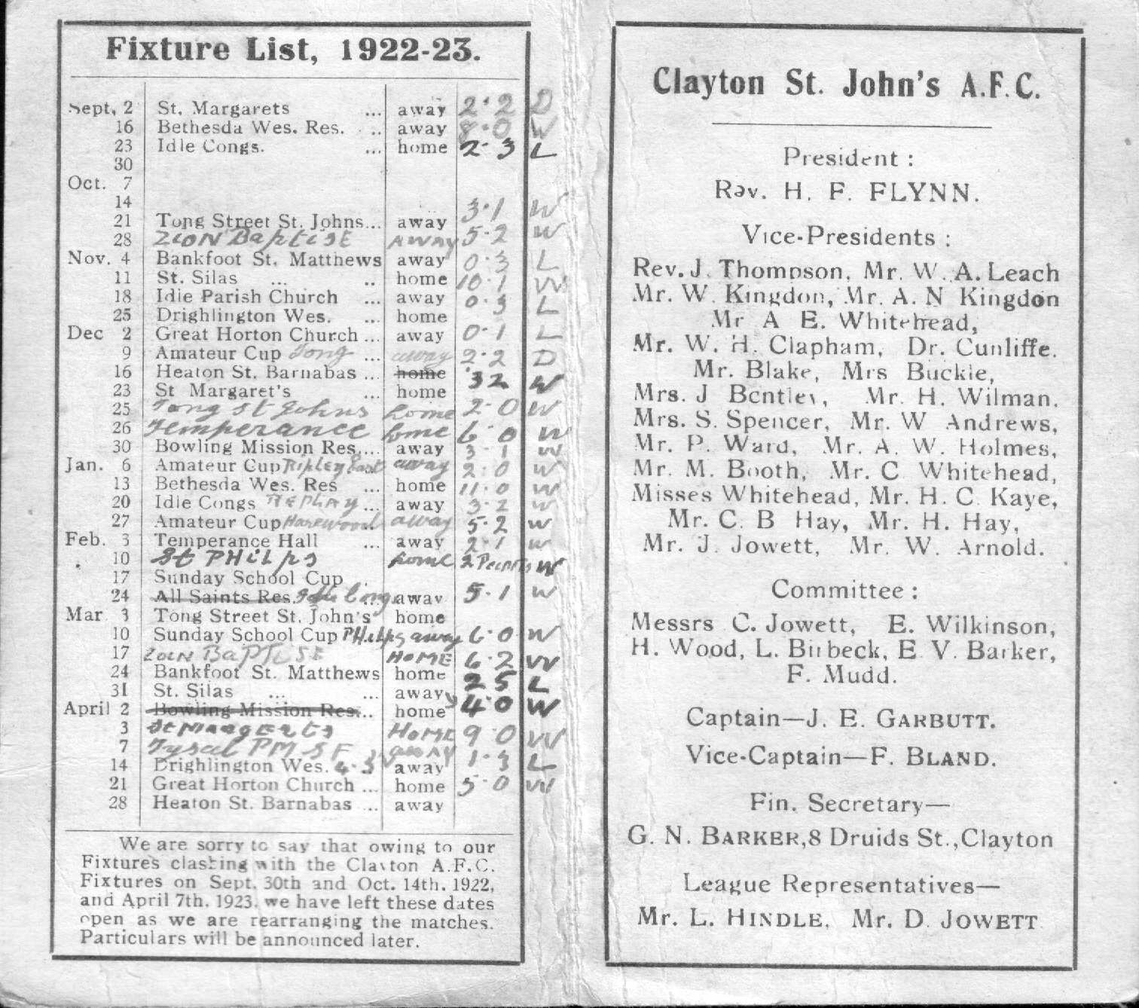 Fixture List, 1922-23.
Sept, 2 St. Margarets ... away 2·2 D
16 Bethesda Wes. Res. .. away 8·0 W
23 Idle Congs. ... home 2·3 L
30
Oct. 7
14
21 Tong Street St. Johns... away 3·1 W
28 Zion Baptise away 5·2 W
Nov. 4 Bankfoot St. Matthews away 0·3 L
11 St. Silas ... .. home 10·1 W
18 Idle Parish Church ... away 0·3 L
25 Drighlington Wes. ... home
Dec 2 Great Horton Church ... away 0·1 L
9 Amateur Cup Tong ... away 2·2 D
16 Heaton St. Barnabas ... home 32 W
23 St Margaret's ... home
25 Tong St Johns home 2·0 W
26 Temperance home 6·0 W
30 Bowling Mission Res.... away 3·1 W
Jan. 6 Amateur Cup Ripley East away 2·0 W
13 Bethesda Wes. Res ... home 11·0 W
20 Idle Congs REPLAY ... away 3·2 W
27 Amateur Cup Harewood away 5·2 W
Feb. 3 Temperance Hall ... away 2·1 W
10 St PHilps home 2 Points W
17 Sunday School Cup .
24 All Saints Res. Idle Congs away 5·1 W
Mar 3 Tong Street St. John's home
10 Sunday School Cup PHilps away 6·0 W
17 Zion BapTiSE HOME 6·2 W
24 Bankfoot St. Matthews home 2 5 L
31 St. Silas ... ... away
April 2 Bowling Mission Res... home 4·0 W
3 St Margerts HOME 9 0 W
7 Tysal P M S F away 1·3 L
14 Drighlington Wes. 4·3 away
21 Great Horton Church ... home 5·0 W
28 Heaton St. Barnabas ... away
We are sorry to say that owing to our
Fixtures clashing with the Clayton A.F.C.
Fixtures on Sept. 30th and Oct. 14th. 1922,
and April 7th. 1923. we have left these dates
open as we are rearranging the matches.
Particulars will be announced later.
Clayton St. John's A.F.C.
President :
Rev. H. F. FLYNN.
Vice-Presidents :
Rev. J. Thompson, Mr. W. A. Leach
Mr. W. Kingdon, Mr. A. N Kingdon
Mr A E. Whitehead,
Mr. W. H. Clapham, Dr. Cunliffe.
Mr. Blake, Mrs Buckie,
Mrs. J Bentley, Mr. H. Wilman.
Mrs. S. Spencer, Mr. W Andrews,
Mr. P. Ward, Mr. A. W. Holmes,
Mr. M. Booth, Mr. C Whitehead,
Misses Whitehead, Mr. H. C. Kaye,
Mr. C. B Hay, Mr. H. Hay,
Mr. J. Jowett, Mr. W. Arnold.
Committee :
Messrs C. Jowett, E. Wilkinson,
H. Wood, L. Birbeck, E. V. Barker,
F. Mudd.
Captain—J. E. GARBUTT.
Vice-Captain—F. BLAND.
Fin. Secretary—
G. N. BARKER, 8 Druids St., Clayton
League Representatives—
Mr. L. HINDLE, Mr. D. JOWETT